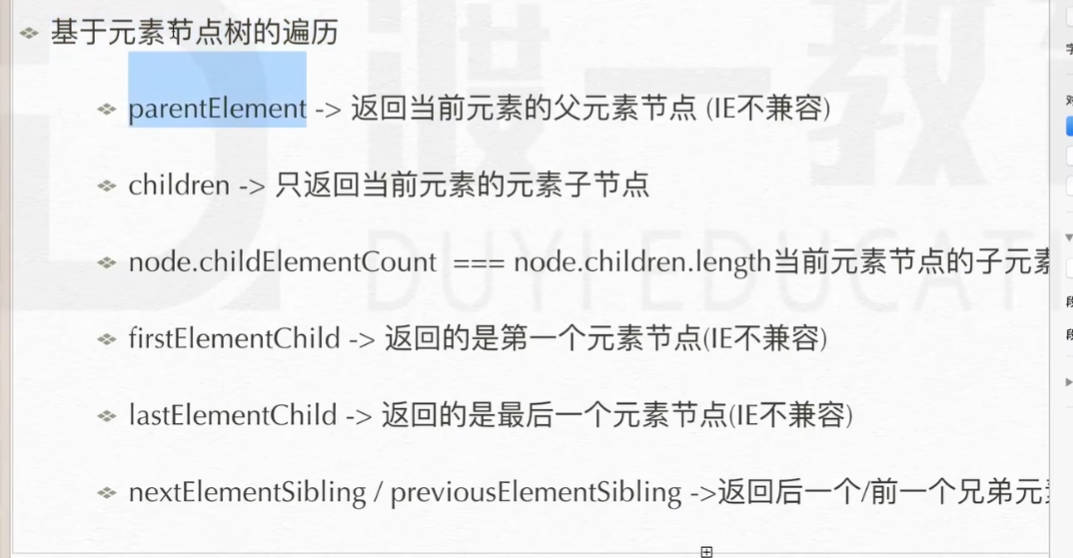 基于元素节点树的遍历
parentElement -> 返回当前元素的父元素节点 (IE不兼容)
children -> 只返回当前元素的元素子节点
node.childElementCount === node.children.length当前元素节点的子元素
firstElementChild -> 返回的是第一个元素节点(IE不兼容)
lastElementChild -> 返回的是最后一个元素节点(IE不兼容)
nextElementSibling / previousElementSibling ->返回后一个/前一个兄弟元
渡一教
DUYI EDUCATI